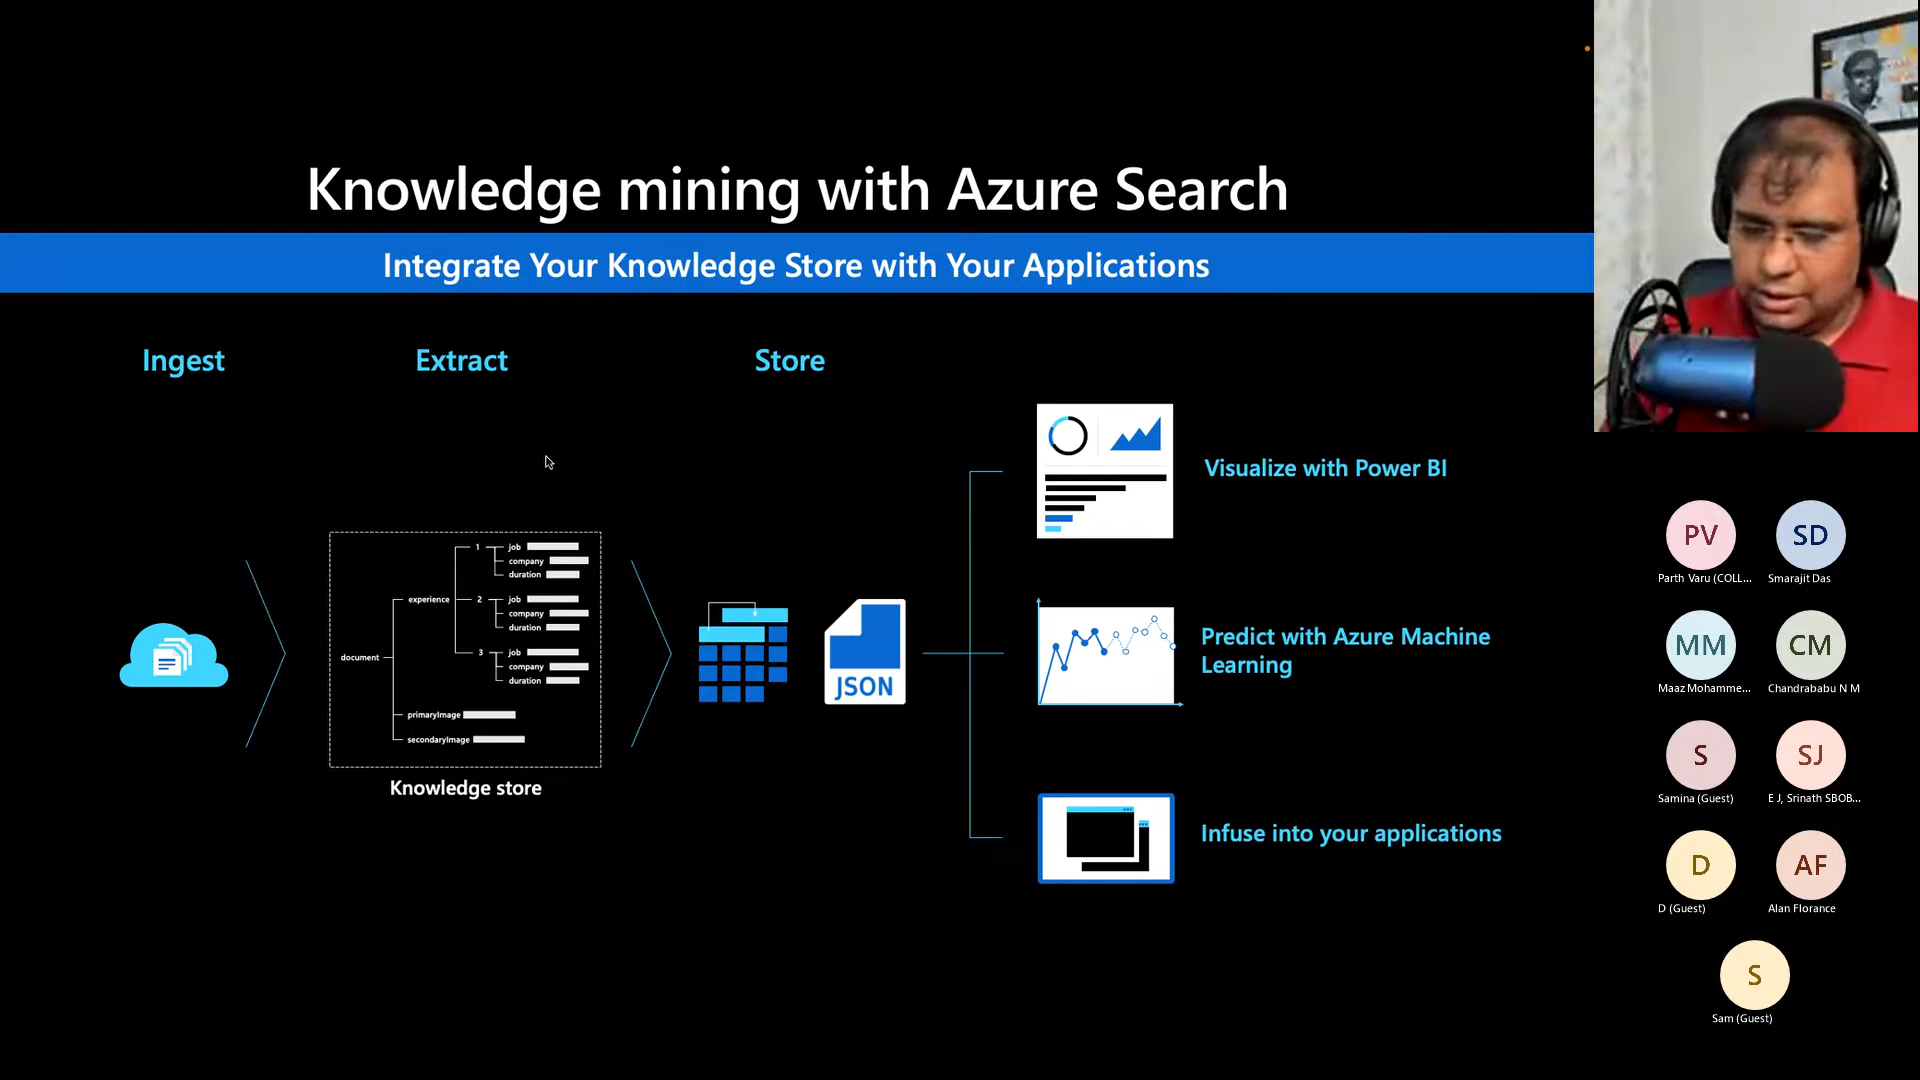 Knowledge mining with Azure Search
Integrate Your Knowledge Store with Your Applications
Ingest
Extract
Store
document
experience
1
job
company
duration
2
job
company
duration
3
job
company
duration
primaryImage
secondaryImage
Knowledge store
JSON
Visualize with Power BI
Predict with Azure Machine
Learning
Infuse into your applications
PV
Parth Varu (COLL...
SD
Smarajit Das
MM
Maaz Mohamme...
CM
Chandrababu N M
S
Samina (Guest)
SJ
E J, Srinath SBOB...
D
D (Guest)
AF
Alan Florance
S
Sam (Guest)